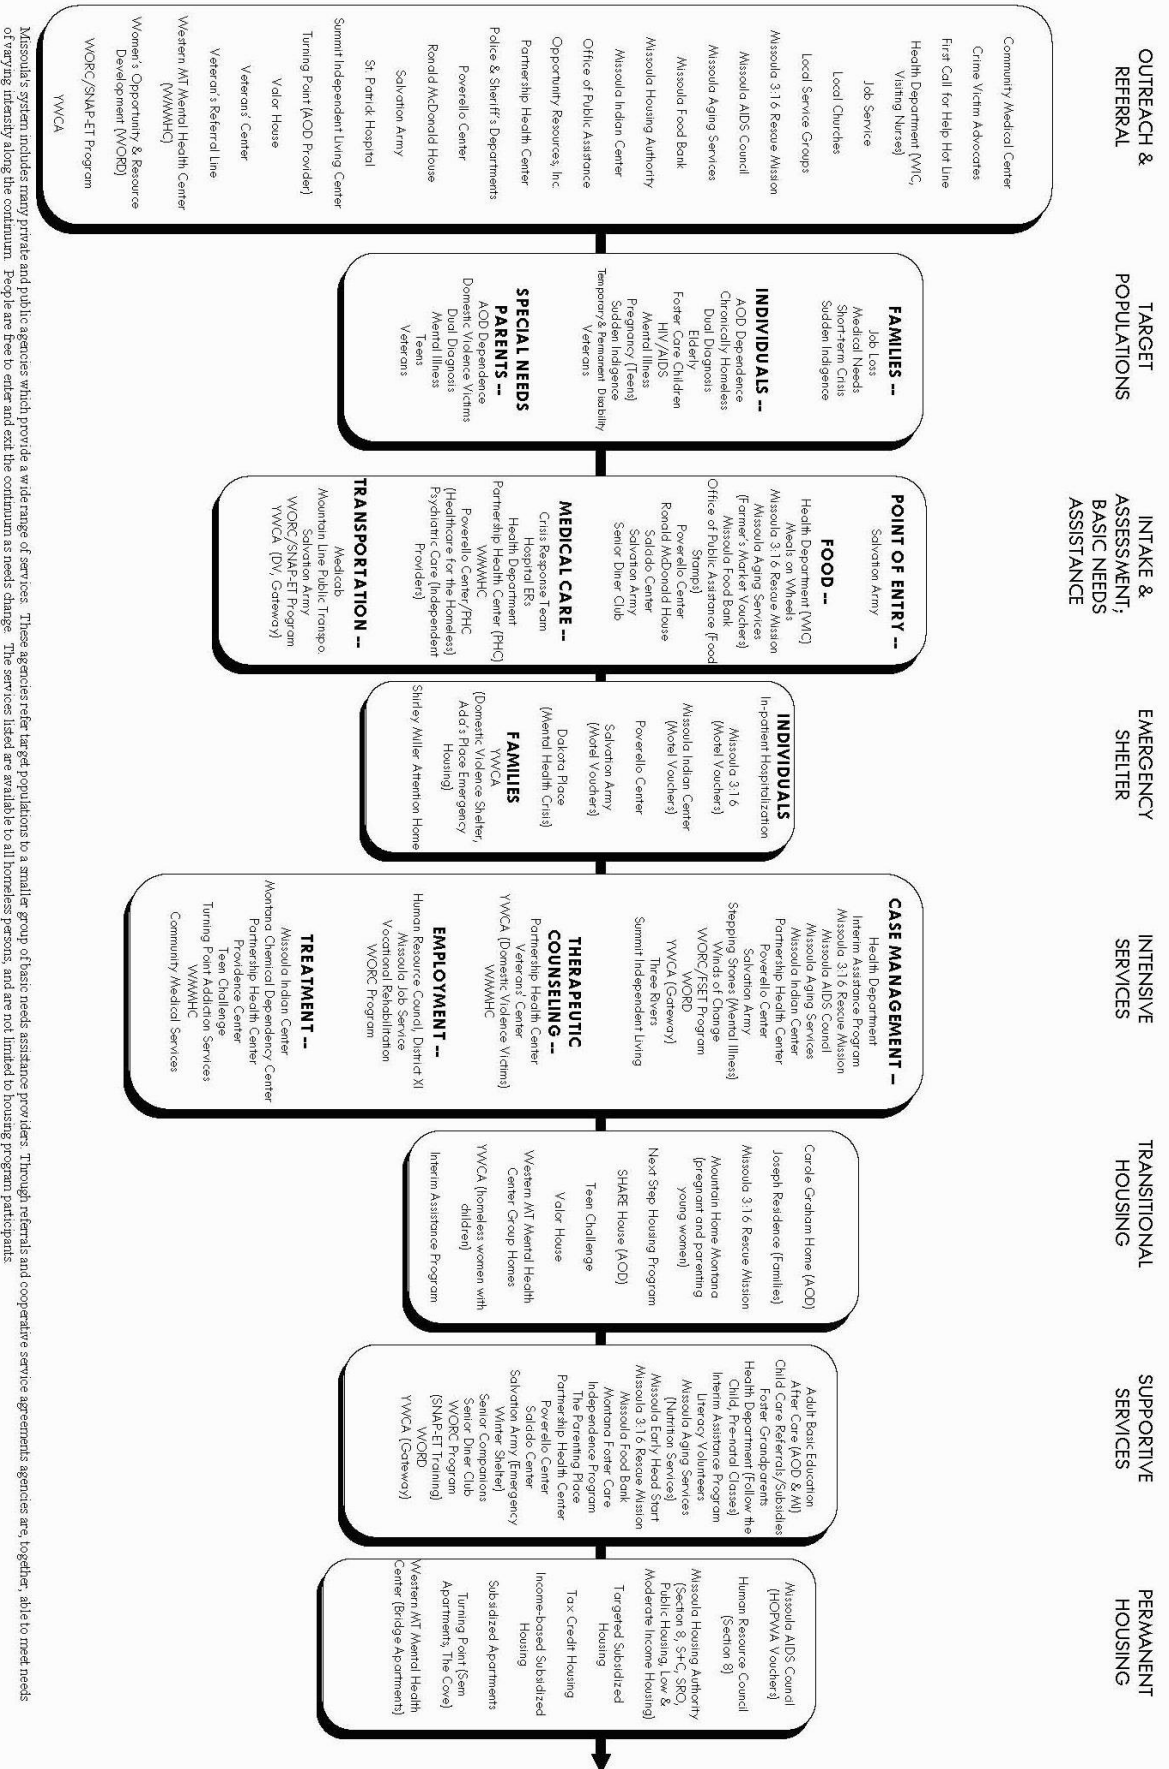 OUTREACH &
REFERRAL
Community Medical Center
Crime Victim Advocates
First Call for Help Hot Line
Health Department (WIC,
Visiting Nurses)
Job Service
Local Churches
Local Service Groups
Missoula 3:16 Rescue Mission
Missoula AIDS Council
Missoula Aging Services
Missoula Food Bank
Missoula Housing Authority
Missoula Indian Center
Office of Public Assistance
Opportunity Resources, Inc.
Partnership Health Center
Police & Sheriff's Departments
Poverello Center
Ronald McDonald House
Salvation Army
St. Patrick Hospital
Summit Independent Living Center
Turning Point (AOD Provider)
Valor House
Veterans' Center
Veteran's Referral Line
Western MT Mental Health Center
(WMMHC)
Women's Opportunity & Resource
Development (WORD)
WORC/SNAP-ET Program
YWCA
TARGET
POPULATIONS
FAMILIES --
Job Loss
Medical Needs
Short-term Crisis
Sudden Indigence
INDIVIDUALS --
AOD Dependence
Chronically Homeless
Dual Diagnosis
Elderly
Foster Care Children
HIV/AIDS
Mental Illness
Pregnancy (Teens)
Sudden Indigence
Temporary & Permanent Disability
Veterans
SPECIAL NEEDS
PARENTS --
AOD Dependence
Domestic Violence Victims
Dual Diagnosis
Mental Illness
Teens
Veterans
INTAKE &
ASSESSMENT;
BASIC NEEDS
ASSISTANCE
POINT OF ENTRY --
Salvation Army
FOOD --
Health Department (WIC)
Meals on Wheels
Missoula 3:16 Rescue Mission
Missoula Aging Services
(Farmer's Market Vouchers)
Missoula Food Bank
Office of Public Assistance (Food
Stamps)
Poverello Center
Ronald McDonald House
Salcido Center
Salvation Army
Senior Diner Club
MEDICAL CARE --
Crisis Response Team
Hospital ERs
Health Department
Partnership Health Center (PHC)
WMMHC
Poverello Center/PHC
(Healthcare for the Homeless)
Psychiatric Care (Independent
Providers)
TRANSPORTATION --
Medicab
Mountain Line Public Transpo.
Salvation Army
WORC/SNAP-ET Program
YWCA (DV, Gateway)
EMERGENCY
SHELTER
INDIVIDUALS
In-patient Hospitalization
Missoula 3:16
(Motel Vouchers)
Missoula Indian Center
(Motel Vouchers)
Poverello Center
Salvation Army
(Motel Vouchers)
Dakota Place
(Mental Health Crisis)
FAMILIES
YWCA
(Domestic Violence Shelter,
Ada's Place Emergency
Housing)
Shirley Miller Attention Home
INTENSIVE
SERVICES
CASE MANAGEMENT --
Health Department
Interim Assistance Program
Missoula 3:16 Rescue Mission
Missoula AIDS Council
Missoula Aging Services
Missoula Indian Center
Partnership Health Center
Poverello Center
Salvation Army
Stepping Stones (Mental Illness)
Winds of Change
WORC/FSET Program
WORD
YWCA (Gateway)
Three Rivers
Summit Independent Living
THERAPEUTIC
COUNSELING --
Partnership Health Center
Veterans' Center
YWCA (Domestic Violence Victims)
WMMHC
EMPLOYMENT --
Human Resource Council, District XI
Missoula Job Service
Vocational Rehabilitation
WORC Program
TREATMENT --
Missoula Indian Center
Montana Chemical Dependency Center
Partnership Health Center
Providence Center
Teen Challenge
Turning Point Addiction Services
WMMHC
Community Medical Services
TRANSITIONAL
HOUSING
Carole Graham Home (AOD)
Joseph Residence (Families)
Missoula 3:16 Rescue Mission
Mountain Home Montana
(pregnant and parenting
young women)
Next Step Housing Program
SHARE House (AOD)
Teen Challenge
Valor House
Western MT Mental Health
Center Group Homes
YWCA (homeless women with
children)
Interim Assistance Program
SUPPORTIVE
SERVICES
Adult Basic Education
After Care (AOD & MI)
Child Care Referrals/Subsidies
Foster Grandparents
Health Department (Follow the
Child, Pre-natal Classes)
Interim Assistance Program
Literacy Volunteers
Missoula Aging Services
(Nutrition Services)
Missoula Early Head Start
Missoula 3:16 Rescue Mission
Missoula Food Bank
Montana Foster Care
Independence Program
The Parenting Place
Partnership Health Center
Poverello Center
Salcido Center
Salvation Army (Emergency
Winter Shelter)
Senior Companions
Senior Diner Club
WORC Program
(SNAP-ET Training)
WORD
YWCA (Gateway)
PERMANENT
HOUSING
Missoula AIDS Council
(HOPWA Vouchers)
Human Resource Council
(Section 8)
Missoula Housing Authority
(Section 8, S+C, SRO,
Public Housing, Low &
Moderate Income Housing)
Targeted Subsidized
Housing
Tax Credit Housing
Income-based Subsidized
Housing
Subsidized Apartments
Turning Point (Sem
Apartments, The Cove)
Western MT Mental Health
Center (Bridge Apartments)
Missoula's system includes many private and public agencies which provide a wide range of services. These agencies refer target populations to a smaller group of basic needs assistance providers. Through referrals and cooperative service agreements agencies are, together, able to meet needs
of varying intensity along the continuum. People are free to enter and exit the continuum as needs change. The services listed are available to all homeless persons, and are not limited to housing program participants.